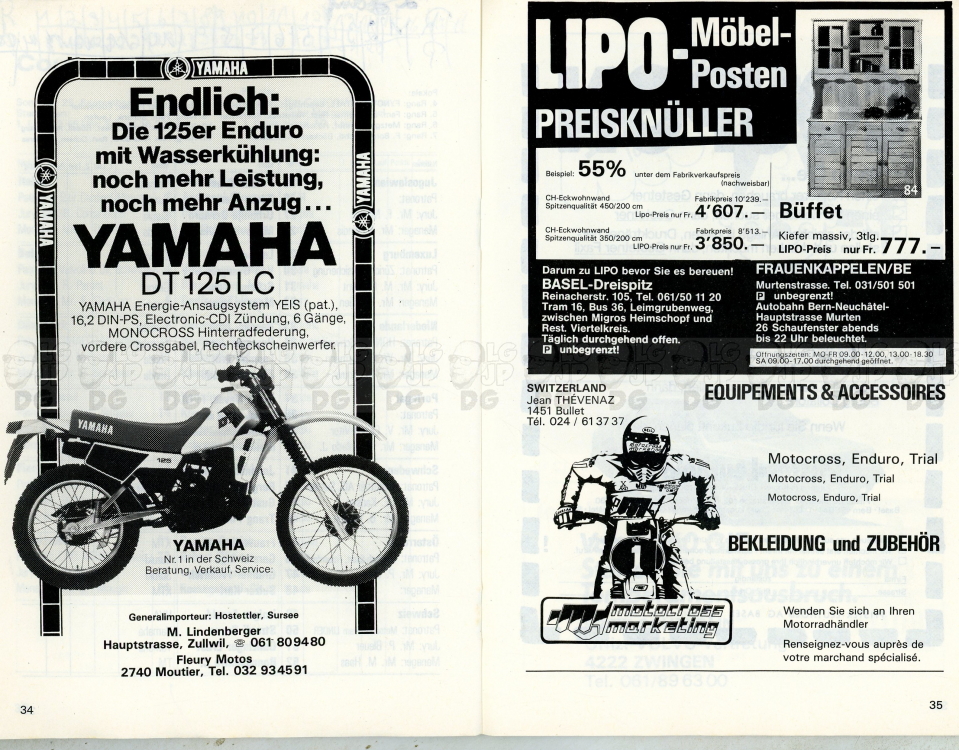 YAMAHA
YAMAHA
YAMAHA
Endlich:
Die 125er Enduro
mit Wasserkühlung:
noch mehr Leistung,
noch mehr Anzug...
YAMAHA
DT 125 LC
YAMAHA Energie-Ansaugsystem YEIS (pat.),
16,2 DIN-PS, Electronic-CDI Zündung, 6 Gänge,
MONOCROSS Hinterradfederung,
vordere Crossgabel, Rechteckscheinwerfer.
YAMAHA
125
YAMAHA
Nr. 1 in der Schweiz
Beratung, Verkauf, Service:
Generalimporteur: Hostettler, Sursee
M. Lindenberger
Hauptstrasse, Zullwil, ☏ 061 809480
Fleury Motos
2740 Moutier, Tel. 032 934591
34
LIPO-Möbel-
Posten
PREISKNÜLLER
84
Beispiel: 55% unter dem Fabrikverkaufspreis
(nachweisbar)
CH-Eckwohnwand Fabrikpreis 10'239.–
Spitzenqualität 450/200 cm Lipo-Preis nur Fr. 4'607.–
CH-Eckwohnwand Fabrkpreis 8'513.–
Spitzenqualität 350/200 cm Lipo-Preis nur Fr. 3'850.–
Büffet
Kiefer massiv, 3tlg.
LIPO-Preis nur Fr. 777.–
Darum zu LIPO bevor Sie es bereuen!
BASEL-Dreispitz
Reinacherstr. 105, Tel. 061/50 11 20
Tram 16, Bus 36, Leimgrubenweg,
zwischen Migros Heimschopf und
Rest. Viertelkreis.
Täglich durchgehend offen.
P unbegrenzt!
FRAUENKAPPELEN/BE
Murtenstrasse. Tel. 031/501 501
P unbegrenzt!
Autobahn Bern-Neuchâtel-
Hauptstrasse Murten
26 Schaufenster abends
bis 22 Uhr beleuchtet.
Öffnungszeiten: MO-FR 09.00-12.00, 13.00-18.30
SA 09.00-17.00 durchgehend geöffnet.
SWITZERLAND
Jean THÉVENAZ
1451 Bullet
Tél. 024 / 61 37 37
EQUIPEMENTS & ACCESSOIRES
BELL
Motocross, Enduro, Trial
Motocross, Enduro, Trial
Motocross, Enduro, Trial
1
BEKLEIDUNG und ZUBEHÖR
motocross
marketing
Wenden Sie sich an Ihren
Motorradhändler
Renseignez-vous auprès de
votre marchand spécialisé.
35